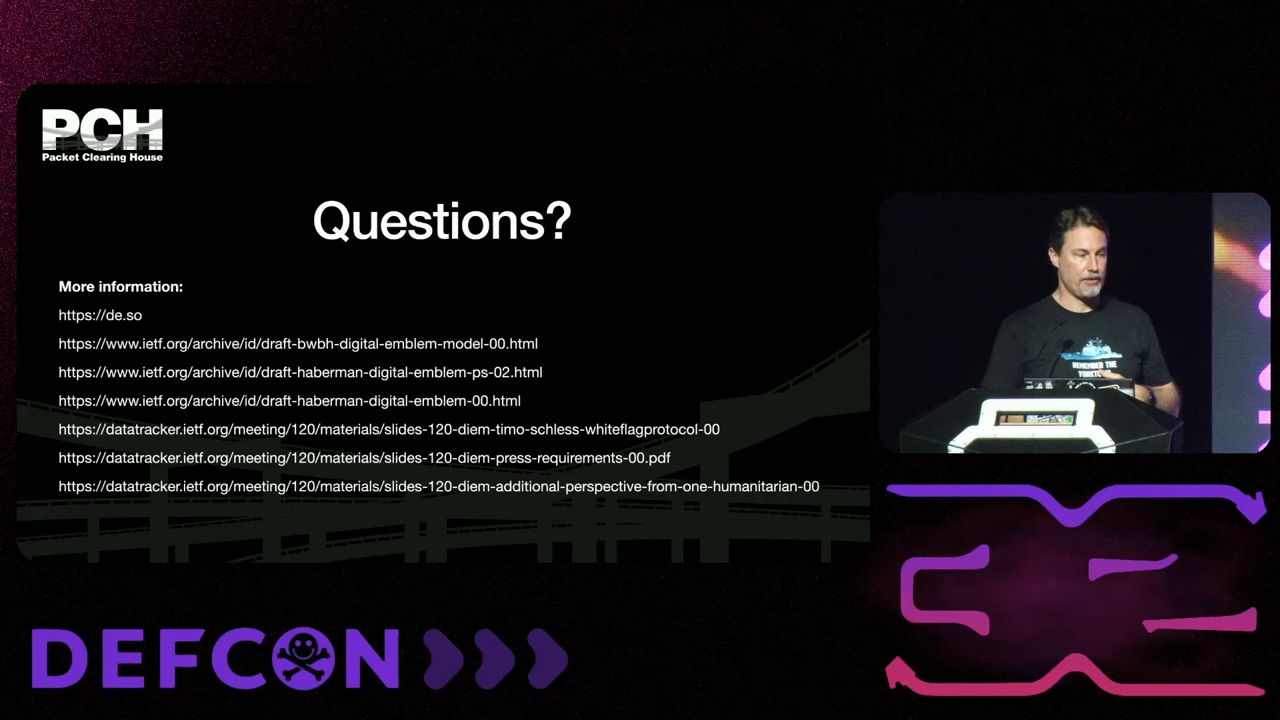 PCH
Packet Clearing House
Questions?
More information:
https://de.so
https://www.ietf.org/archive/id/draft-bwbh-digital-emblem-model-00.html
https://www.ietf.org/archive/id/draft-haberman-digital-emblem-ps-02.html
https://www.ietf.org/archive/id/draft-haberman-digital-emblem-00.html
https://datatracker.ietf.org/meeting/120/materials/slides-120-diem-timo-schless-whiteflagprotocol-00
https://datatracker.ietf.org/meeting/120/materials/slides-120-diem-press-requirements-00.pdf
https://datatracker.ietf.org/meeting/120/materials/slides-120-diem-additional-perspective-from-one-humanitarian-00
REMEMBER THE
DEFCON